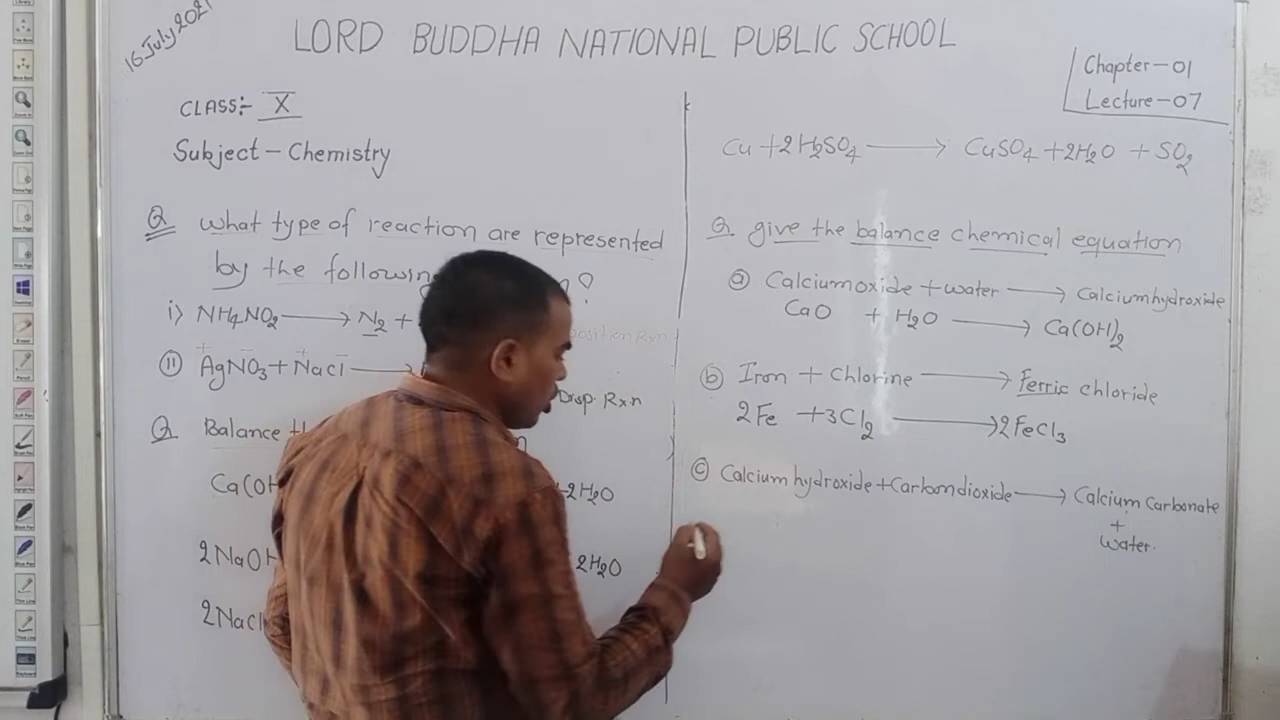 16 July 2021
LORD BUDDHA NATIONAL PUBLIC SCHOOL
Chapter-01
Lecture-07
CLASS:- X
Subject-Chemistry
Q what type of reaction are represented
by the following ?
i) NH4NO2 → N2 +
(ii) AgNO3 + NaCl →
Disp. Rxn
Q Balance
Ca(OH 2H2O
2NaOH 2H2O
2NaCl
Cu + 2H2SO4 → CuSO4 + 2H2O + SO2
Q. give the balance chemical equation
(a) Calciumoxide + water → Calciumhydroxide
CaO + H2O → Ca(OH)2
(b) Iron + Chlorine → Ferric chloride
2Fe + 3Cl2 → 2FeCl3
(c) Calcium hydroxide + Carbondioxide → Calcium Carbonate
+
Water.